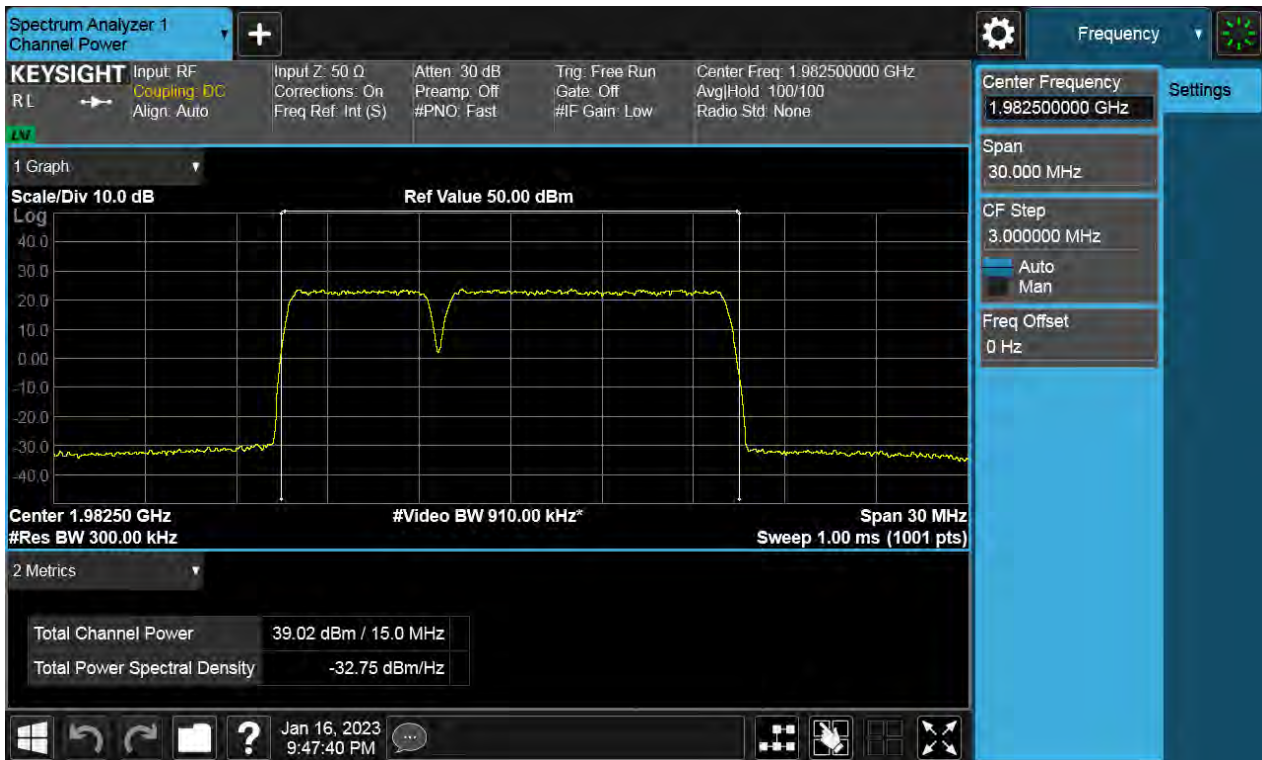 Spectrum Analyzer 1
Channel Power
+
Frequency
KEYSIGHT
RL
LNI
Input: RF
Coupling: DC
Align: Auto
Input Z: 50 Ω
Corrections: On
Freq Ref: Int (S)
Atten: 30 dB
Preamp: Off
#PNO: Fast
Trig: Free Run
Gate: Off
#IF Gain: Low
Center Freq: 1.982500000 GHz
Avg|Hold: 100/100
Radio Std: None
Center Frequency
1.982500000 GHz
Settings
Span
30.000 MHz
CF Step
3.000000 MHz
Auto
Man
Freq Offset
0 Hz
1 Graph
Scale/Div 10.0 dB
Ref Value 50.00 dBm
Log
40.0
30.0
20.0
10.0
0.00
-10.0
-20.0
-30.0
-40.0
Center 1.98250 GHz
#Video BW 910.00 kHz*
Span 30 MHz
#Res BW 300.00 kHz
Sweep 1.00 ms (1001 pts)
2 Metrics
Total Channel Power
39.02 dBm / 15.0 MHz
Total Power Spectral Density
-32.75 dBm/Hz
?
Jan 16, 2023
9:47:40 PM